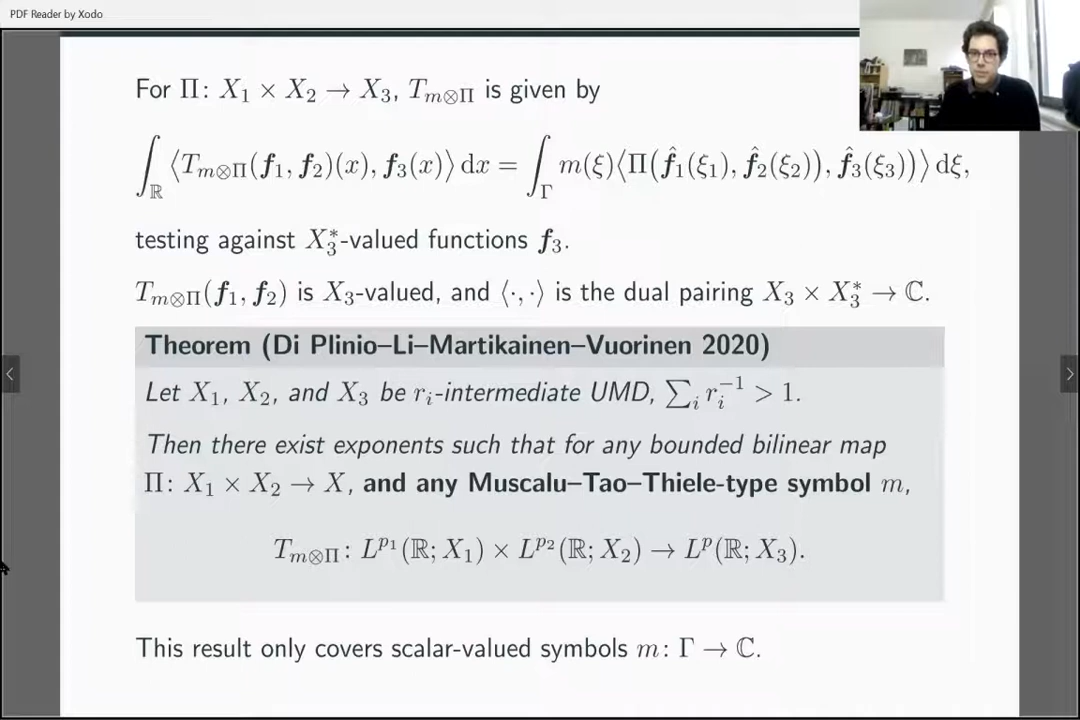 PDF Reader by Xodo
For Π: X₁ × X₂ → X₃, T_{m⊗Π} is given by
∫_ℝ ⟨T_{m⊗Π}(𝒇₁, 𝒇₂)(x), 𝒇₃(x)⟩ dx = ∫_Γ m(ξ)⟨Π(𝒇̂₁(ξ₁), 𝒇̂₂(ξ₂)), 𝒇̂₃(ξ₃))⟩ dξ,
testing against X₃*-valued functions 𝒇₃.
T_{m⊗Π}(𝒇₁, 𝒇₂) is X₃-valued, and ⟨·, ·⟩ is the dual pairing X₃ × X₃* → ℂ.
Theorem (Di Plinio–Li–Martikainen–Vuorinen 2020)
Let X₁, X₂, and X₃ be rᵢ-intermediate UMD, ∑ᵢ rᵢ⁻¹ > 1.
Then there exist exponents such that for any bounded bilinear map
Π: X₁ × X₂ → X, and any Muscalu–Tao–Thiele-type symbol m,
T_{m⊗Π}: L^{p₁}(ℝ; X₁) × L^{p₂}(ℝ; X₂) → L^p(ℝ; X₃).
This result only covers scalar-valued symbols m: Γ → ℂ.